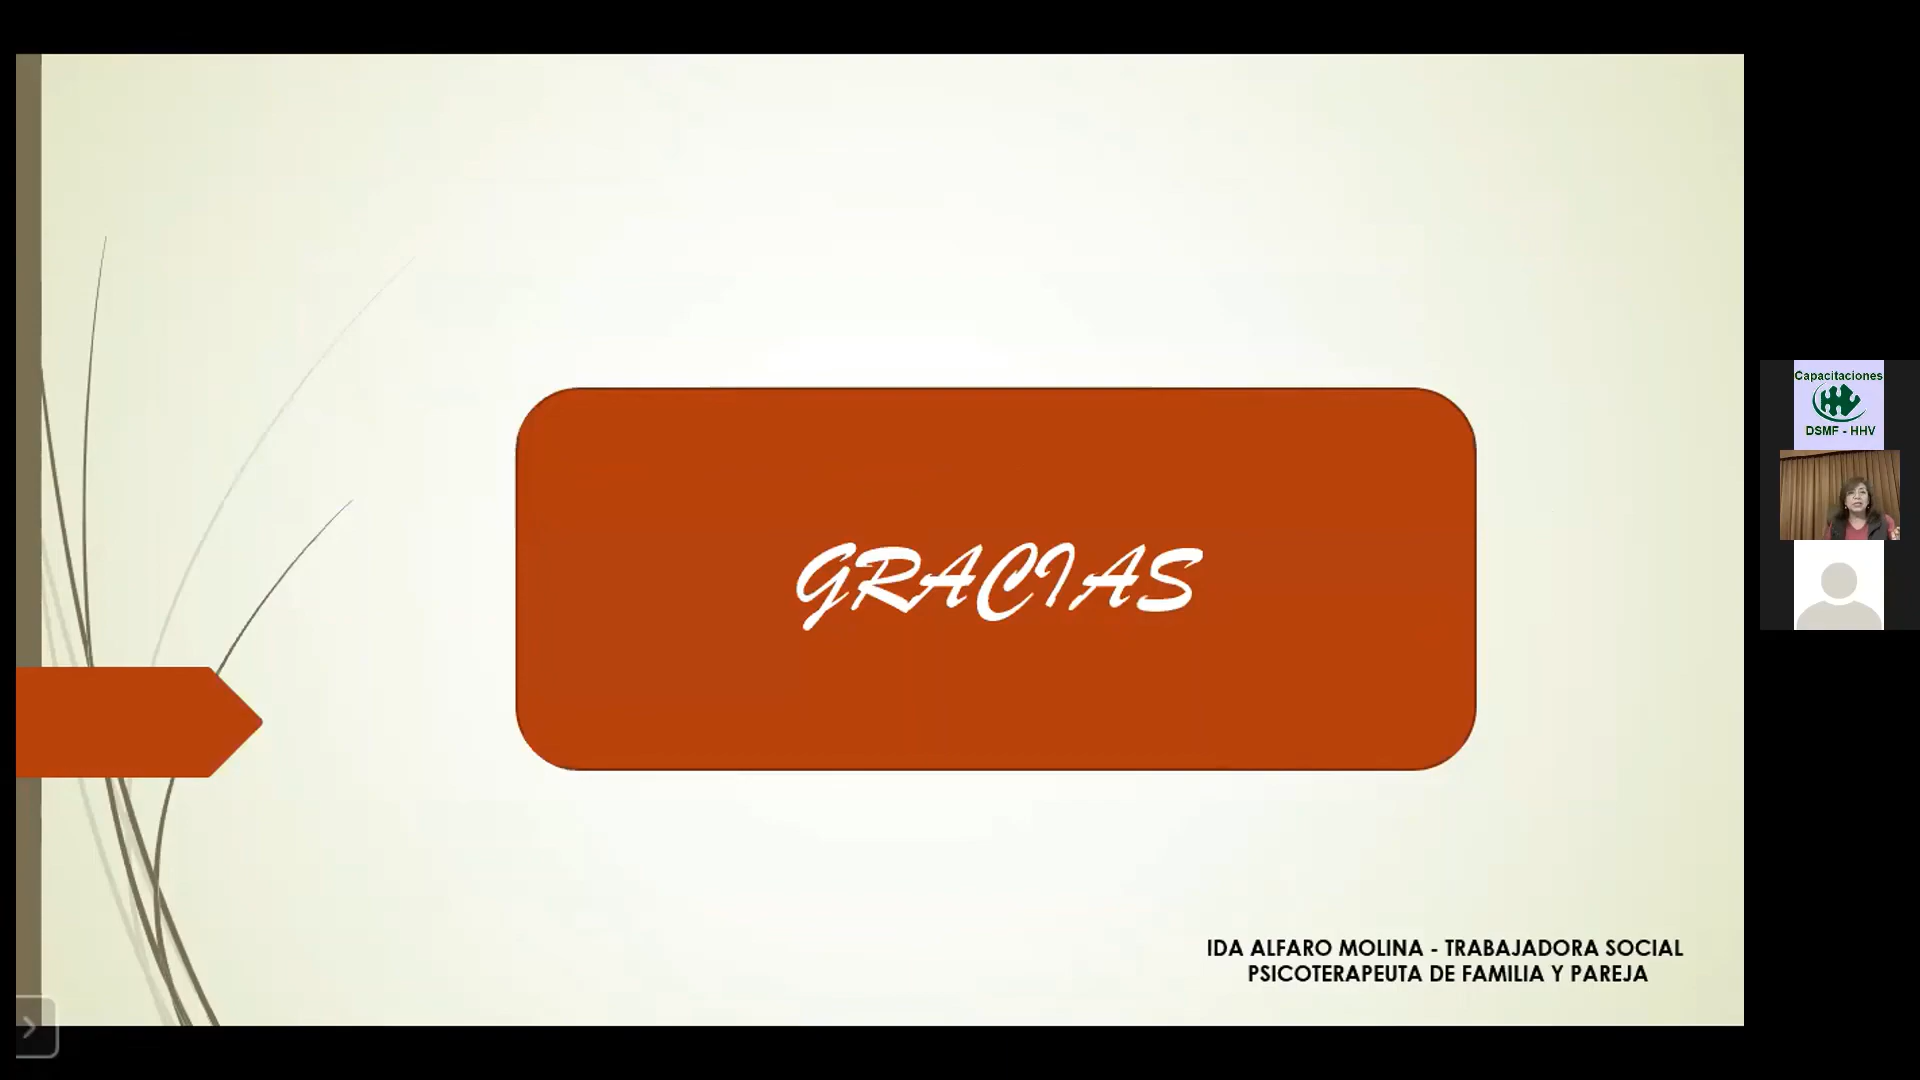 GRACIAS
IDA ALFARO MOLINA - TRABAJADORA SOCIAL
PSICOTERAPEUTA DE FAMILIA Y PAREJA
Capacitaciones
DSMF - HHV